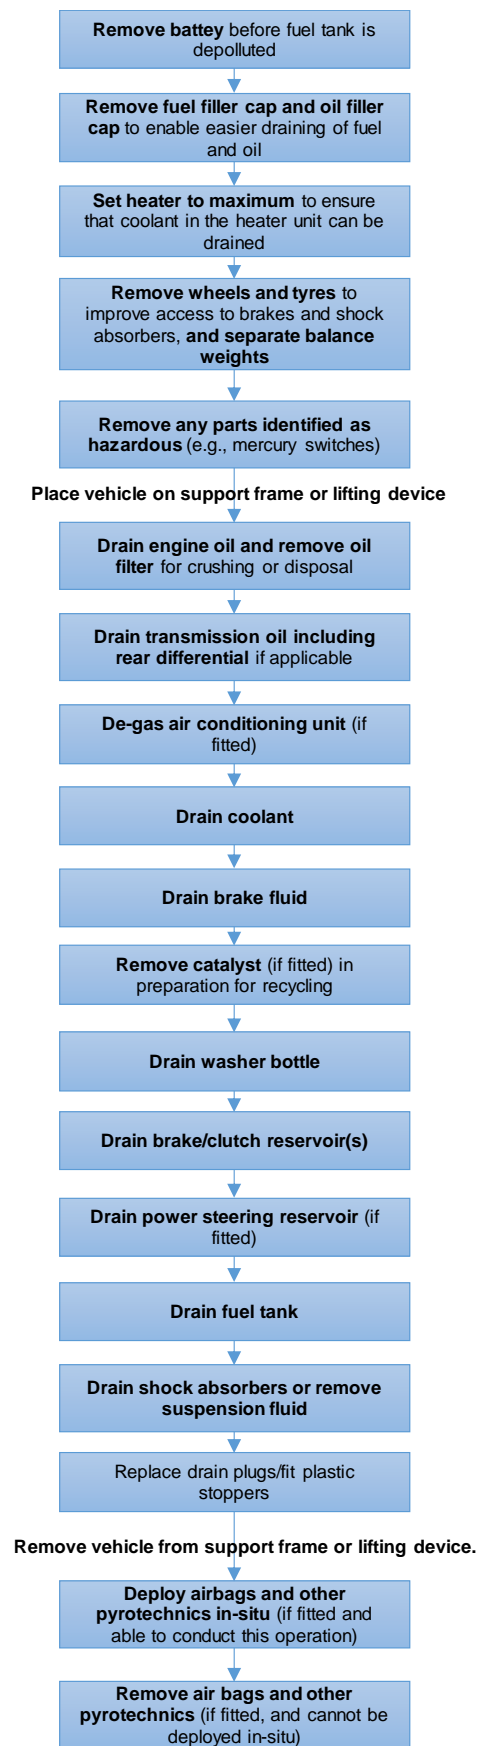 Remove battey before fuel tank is
depolluted
Remove fuel filler cap and oil filler
cap to enable easier draining of fuel
and oil
Set heater to maximum to ensure
that coolant in the heater unit can be
drained
Remove wheels and tyres to
improve access to brakes and shock
absorbers, and separate balance
weights
Remove any parts identified as
hazardous (e.g., mercury switches)
Place vehicle on support frame or lifting device
Drain engine oil and remove oil
filter for crushing or disposal
Drain transmission oil including
rear differential if applicable
De-gas air conditioning unit (if
fitted)
Drain coolant
Drain brake fluid
Remove catalyst (if fitted) in
preparation for recycling
Drain washer bottle
Drain brake/clutch reservoir(s)
Drain power steering reservoir (if
fitted)
Drain fuel tank
Drain shock absorbers or remove
suspension fluid
Replace drain plugs/fit plastic
stoppers
Remove vehicle from support frame or lifting device.
Deploy airbags and other
pyrotechnics in-situ (if fitted and
able to conduct this operation)
Remove air bags and other
pyrotechnics (if fitted, and cannot be
deployed in-situ)